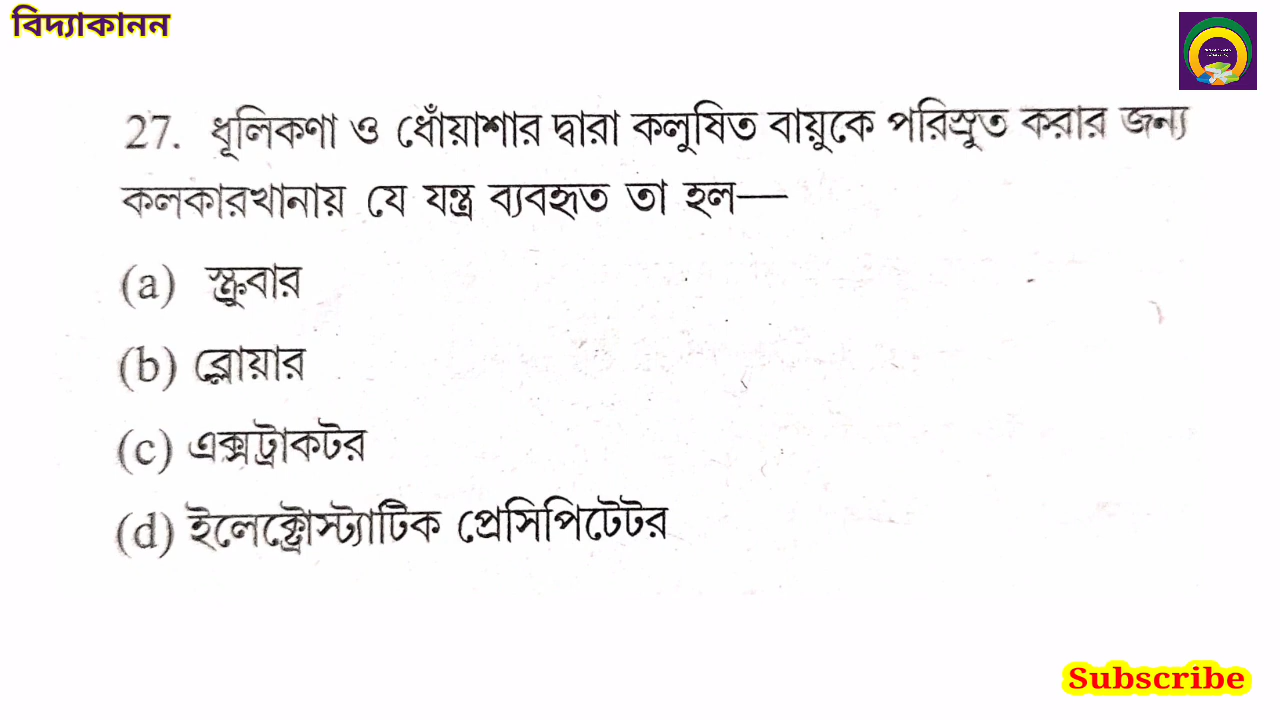 বিদ্যাকানন
27. ধূলিকণা ও ধোঁয়াশার দ্বারা কলুষিত বায়ুকে পরিস্রুত করার জন্য
কলকারখানায় যে যন্ত্র ব্যবহৃত তা হল—
(a) স্ক্রুবার
(b) ব্লোয়ার
(c) এক্সট্রাকটর
(d) ইলেক্ট্রোস্ট্যাটিক প্রেসিপিটেটর
Subscribe